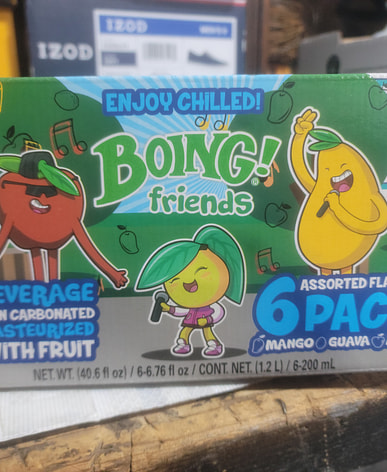 IZOD
IZOD
ENJOY CHILLED!
BOING!®
friends
EVERAGE
N CARBONATED
ASTEURIZED
WITH FRUIT
ASSORTED FLA
6 PAC
MANGO GUAVA
NET. WT. (40.6 fl oz) / 6-6.76 fl oz / CONT. NET. (1.2 L) / 6-200 mL